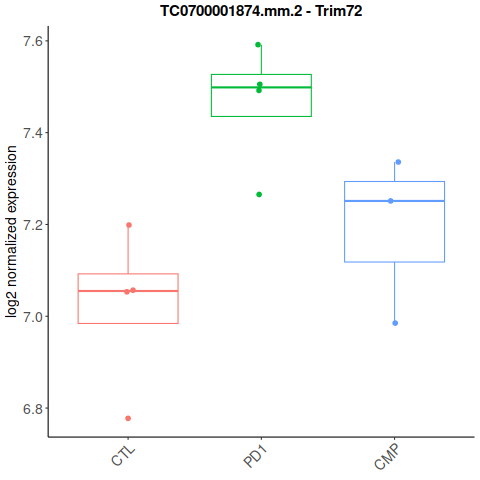 TC0700001874.mm.2 - Trim72
log2 normalized expression
7.6
7.4
7.2
7.0
6.8
CTL
PD1
CMP